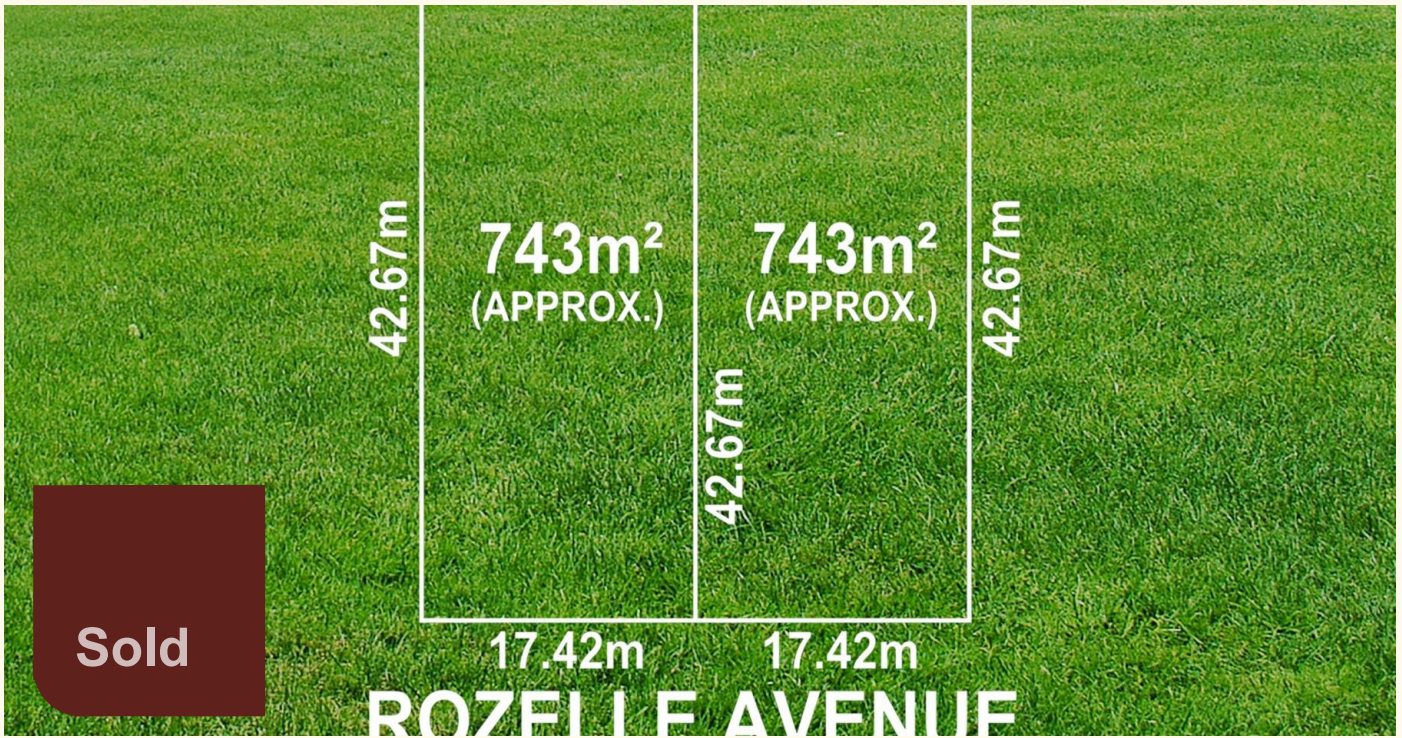 743m²
(APPROX.)
743m²
(APPROX.)
42.67m
42.67m
42.67m
17.42m
17.42m
ROZELLE AVENUE
Sold